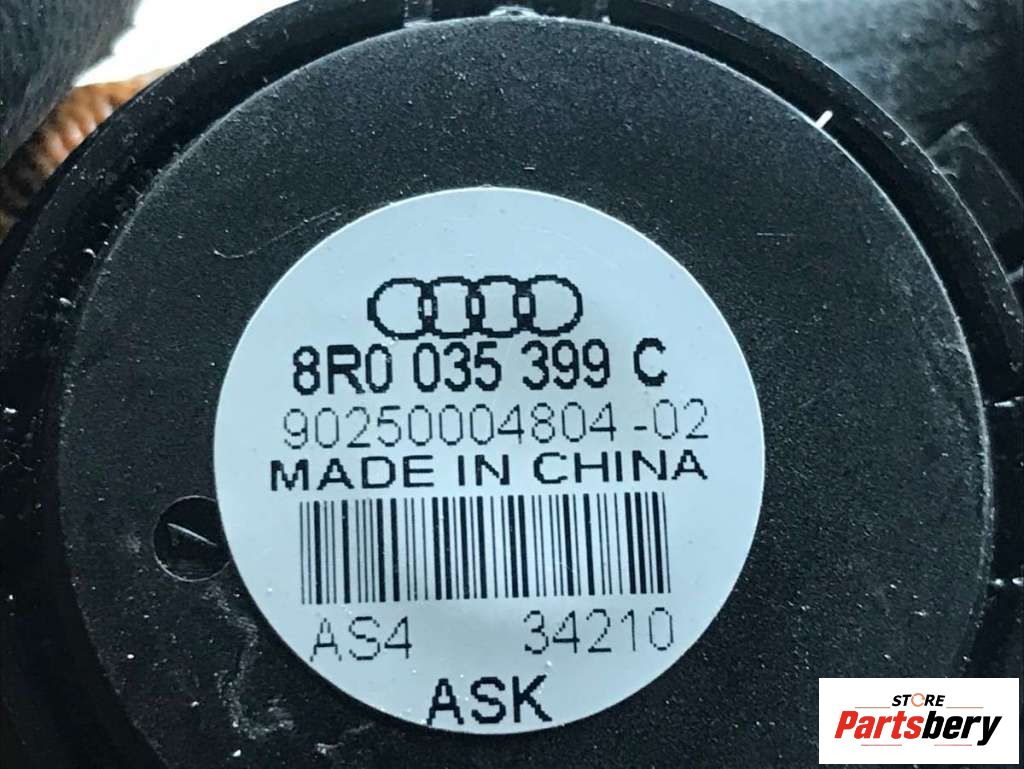 8R0 035 399 C
90250004804-02
MADE IN CHINA
AS4 34210
ASK
STORE
Partsbery